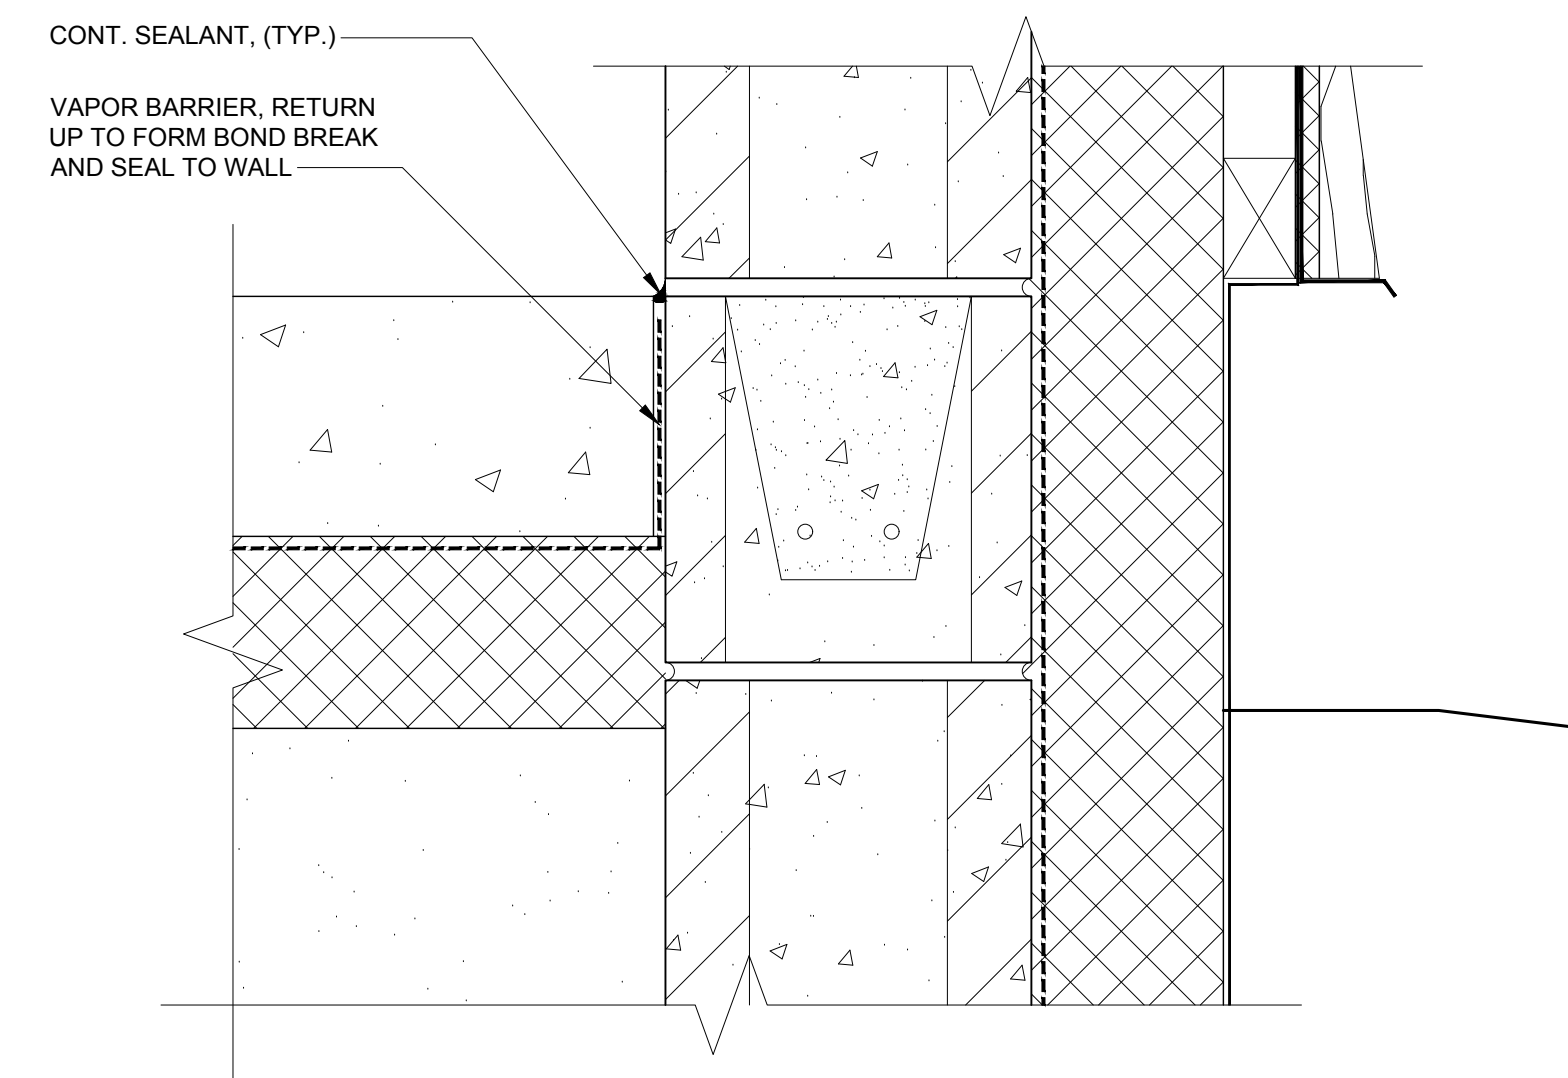 CONT. SEALANT, (TYP.)
VAPOR BARRIER, RETURN
UP TO FORM BOND BREAK
AND SEAL TO WALL